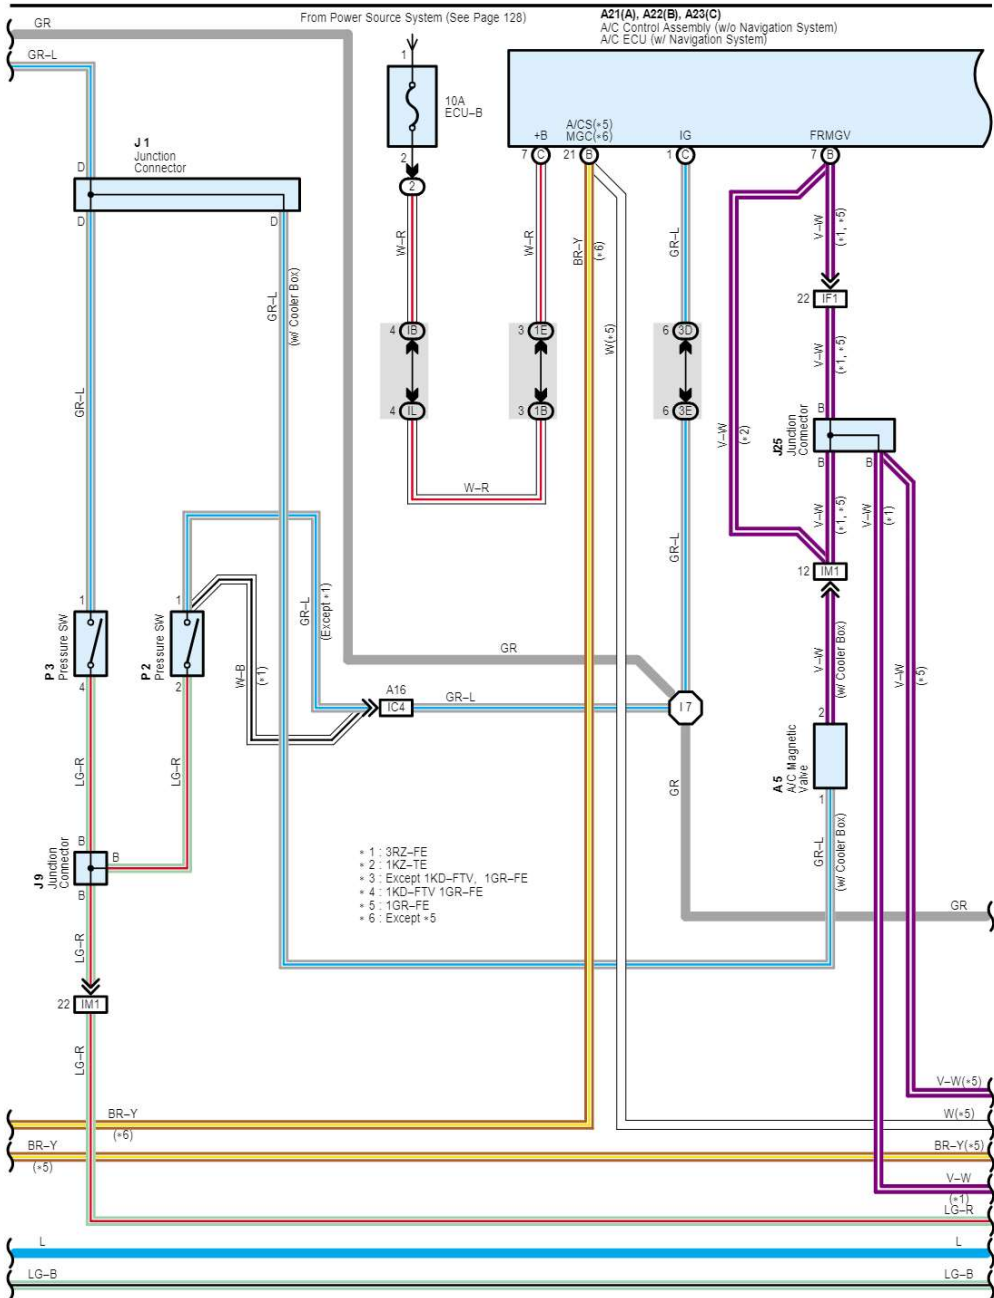 From Power Source System (See Page 128)
A21(A), A22(B), A23(C)
A/C Control Assembly (w/o Navigation System)
A/C ECU (w/ Navigation System)
GR
GR–L
1
10A
ECU–B
2
2
+B
7 C
A/CS(*5)
MGC(*6)
21 B
IG
1 C
FRMGV
7 B
J 1
Junction
Connector
D
D
D
GR–L
(w/ Cooler Box)
W–R
W–R
BR–Y
(*6)
W(*5)
GR–L
V–W
(*1, *5)
22 IF1
V–W
(*1, *5)
4 IB
3 1E
6 3D
4 IL
3 1B
6 3E
GR–L
W–R
V–W
(*2)
B
J25
Junction
Connector
B
B
V–W
(*1, *5)
V–W
(*1)
GR–L
12 IM1
1
P 3
Pressure SW
4
1
P 2
Pressure SW
2
GR–L
(Except *1)
W–B
(*1)
GR
A16
IC4
GR–L
I 7
V–W
(w/ Cooler Box)
V–W
(*5)
2
A 5
A/C Magnetic
Valve
1
LG–R
LG–R
GR
GR–L
(w/ Cooler Box)
B
B
J 9
Junction
Connector
B
* 1 : 3RZ–FE
* 2 : 1KZ–TE
* 3 : Except 1KD–FTV, 1GR–FE
* 4 : 1KD–FTV 1GR–FE
* 5 : 1GR–FE
* 6 : Except *5
GR
LG–R
22 IM1
LG–R
V–W(*5)
BR–Y
(*6)
W(*5)
BR–Y
(*5)
BR–Y(*5)
V–W
(*1)
LG–R
L
L
LG–B
LG–B